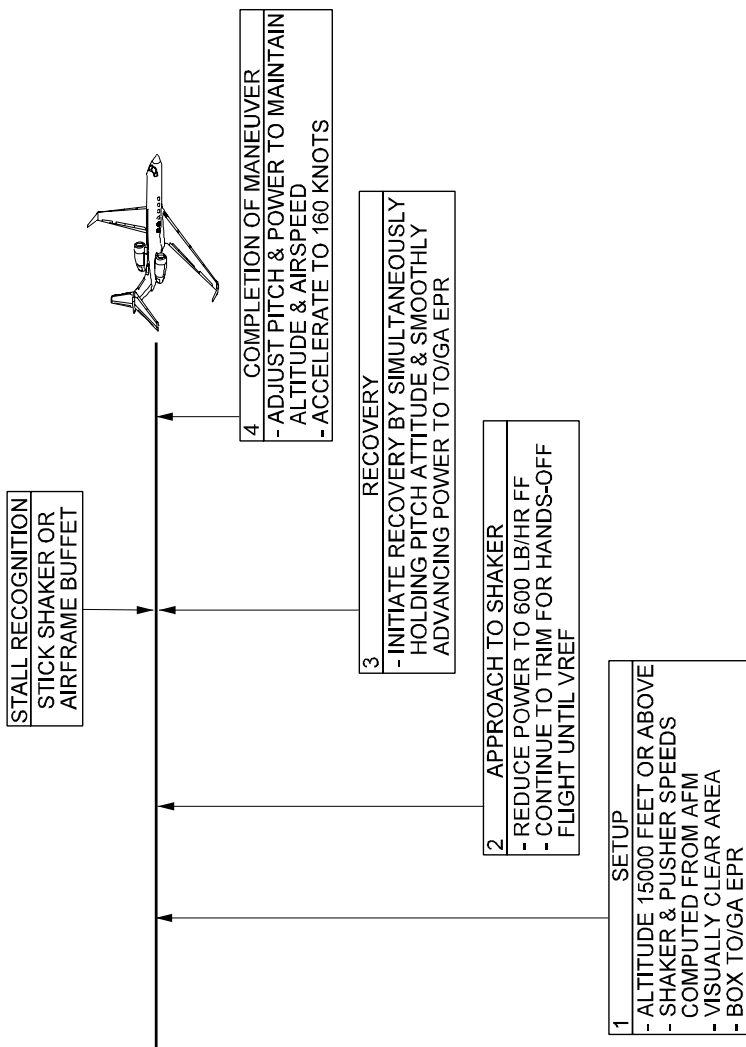 STALL RECOGNITION
STICK SHAKER OR
AIRFRAME BUFFET
1 SETUP
- ALTITUDE 15000 FEET OR ABOVE
- SHAKER & PUSHER SPEEDS
COMPUTED FROM AFM
- VISUALLY CLEAR AREA
- BOX TO/GA EPR
2 APPROACH TO SHAKER
- REDUCE POWER TO 600 LB/HR FF
- CONTINUE TO TRIM FOR HANDS-OFF
FLIGHT UNTIL VREF
3 RECOVERY
- INITIATE RECOVERY BY SIMULTANEOUSLY
HOLDING PITCH ATTITUDE & SMOOTHLY
ADVANCING POWER TO TO/GA EPR
4 COMPLETION OF MANEUVER
- ADJUST PITCH & POWER TO MAINTAIN
ALTITUDE & AIRSPEED
- ACCELERATE TO 160 KNOTS